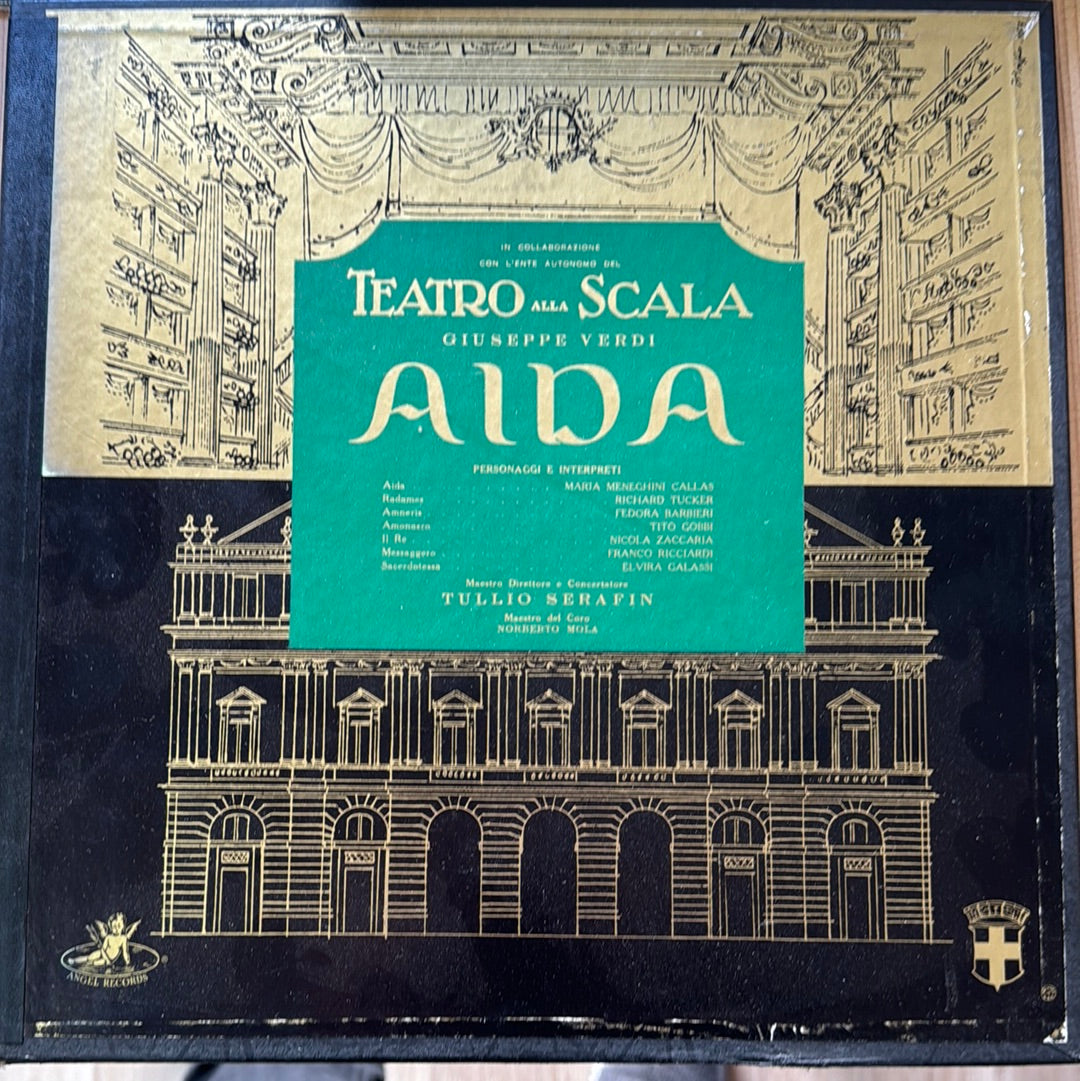 IN COLLABORAZIONE
CON L'ENTE AUTONOMO DEL
TEATRO ALLA SCALA
GIUSEPPE VERDI
AIDA
PERSONAGGI E INTERPRETI
Aida . . . . . . . . . . MARIA MENEGHINI CALLAS
Radames . . . . . . . . . . RICHARD TUCKER
Amneris . . . . . . . . . . FEDORA BARBIERI
Amonasro . . . . . . . . . . TITO GOBBI
Il Re . . . . . . . . . . NICOLA ZACCARIA
Messaggero . . . . . . . . . . FRANCO RICCIARDI
Sacerdotessa . . . . . . . . . . ELVIRA GALASSI
Maestro Direttore e Concertatore
TULLIO SERAFIN
Maestro del Coro
NORBERTO MOLA
ANGEL RECORDS ®